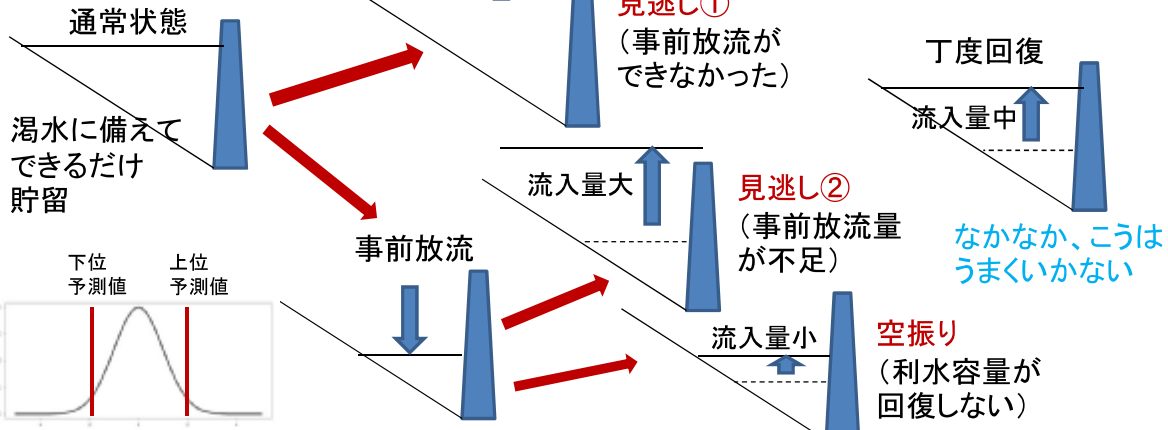 通常状態
渇水に備えて
できるだけ
貯留
見逃し①
（事前放流が
できなかった）
丁度回復
流入量中
なかなか、こうは
うまくいかない
流入量大
見逃し②
（事前放流量
が不足）
事前放流
下位
予測値
上位
予測値
流入量小
空振り
（利水容量が
回復しない）